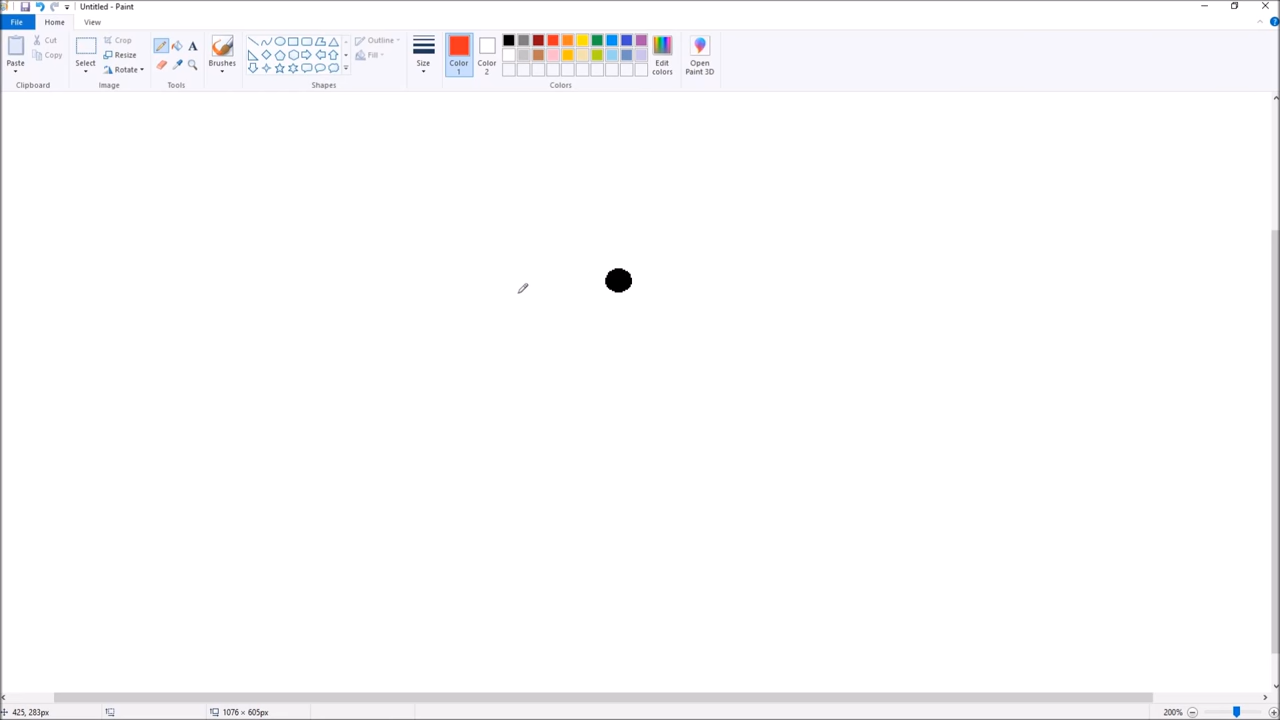 Untitled - Paint
File Home View
Paste
Cut
Copy
Clipboard
Select
Crop
Resize
Rotate
Image
A
Tools
Brushes
Outline
Fill
Shapes
Size
Color 1
Color 2
Edit colors
Colors
Open Paint 3D
425, 283px
1076 × 605px
200%